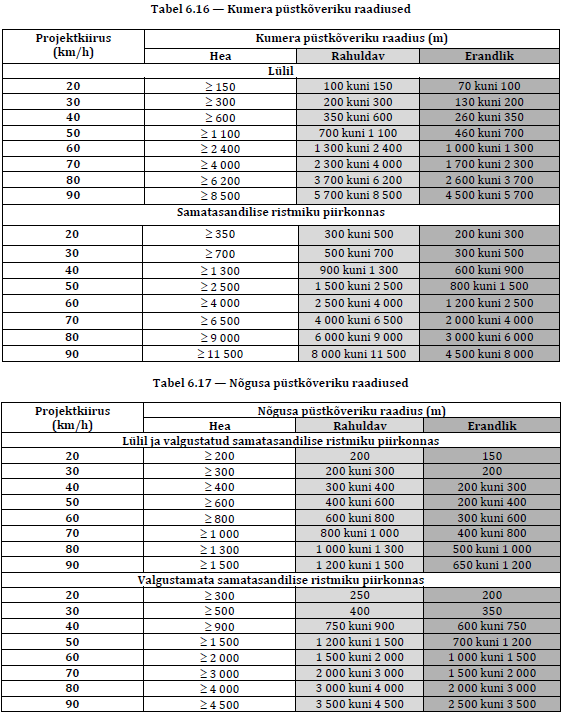 Tabel 6.16 — Kumera püstkõveriku raadiused
Projektkiirus (km/h) Kumera püstkõveriku raadius (m)
Hea Rahuldav Erandlik
Lülil
20 ≥ 150 100 kuni 150 70 kuni 100
30 ≥ 300 200 kuni 300 130 kuni 200
40 ≥ 600 350 kuni 600 260 kuni 350
50 ≥ 1 100 700 kuni 1 100 460 kuni 700
60 ≥ 2 400 1 300 kuni 2 400 1 000 kuni 1 300
70 ≥ 4 000 2 300 kuni 4 000 1 700 kuni 2 300
80 ≥ 6 200 3 700 kuni 6 200 2 600 kuni 3 700
90 ≥ 8 500 5 700 kuni 8 500 4 500 kuni 5 700
Samatasandilise ristmiku piirkonnas
20 ≥ 350 300 kuni 500 200 kuni 300
30 ≥ 700 500 kuni 700 300 kuni 500
40 ≥ 1 300 900 kuni 1 300 600 kuni 900
50 ≥ 2 500 1 500 kuni 2 500 800 kuni 1 500
60 ≥ 4 000 2 500 kuni 4 000 1 200 kuni 2 500
70 ≥ 6 500 4 000 kuni 6 500 2 000 kuni 4 000
80 ≥ 9 000 6 000 kuni 9 000 3 000 kuni 6 000
90 ≥ 11 500 8 000 kuni 11 500 4 500 kuni 8 000
Tabel 6.17 — Nõgusa püstkõveriku raadiused
Projektkiirus (km/h) Nõgusa püstkõveriku raadius (m)
Hea Rahuldav Erandlik
Lülil ja valgustatud samatasandilise ristmiku piirkonnas
20 ≥ 200 200 150
30 ≥ 300 200 kuni 300 200
40 ≥ 400 300 kuni 400 200 kuni 300
50 ≥ 600 400 kuni 600 200 kuni 400
60 ≥ 800 600 kuni 800 300 kuni 600
70 ≥ 1 000 800 kuni 1 000 400 kuni 800
80 ≥ 1 300 1 000 kuni 1 300 500 kuni 1 000
90 ≥ 1 500 1 200 kuni 1 500 650 kuni 1 200
Valgustamata samatasandilise ristmiku piirkonnas
20 ≥ 300 250 200
30 ≥ 500 400 350
40 ≥ 900 750 kuni 900 600 kuni 750
50 ≥ 1 500 1 200 kuni 1 500 700 kuni 1 200
60 ≥ 2 000 1 500 kuni 2 000 1 000 kuni 1 500
70 ≥ 3 000 2 000 kuni 3 000 1 500 kuni 2 000
80 ≥ 4 000 3 000 kuni 4 000 2 000 kuni 3 000
90 ≥ 4 500 3 500 kuni 4 500 2 500 kuni 3 500